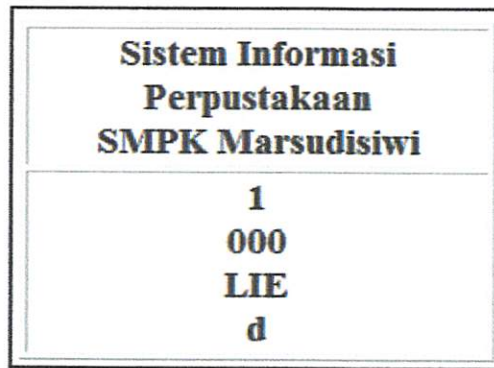 Sistem Informasi
Perpustakaan
SMPK Marsudisiwi
1
000
LIE
d